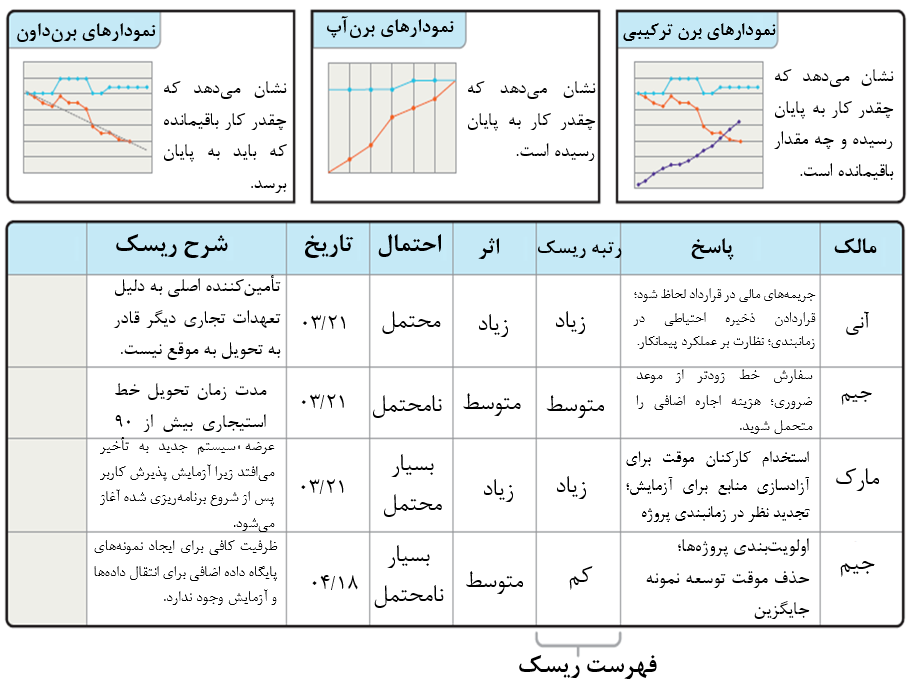 نمودارهای برن ترکیبی
نشان می‌دهد که
چقدر کار به پایان
رسیده و چه مقدار
باقیمانده است.
نمودارهای برن‌آپ
نشان می‌دهد که
چقدر کار به پایان
رسیده است.
نمودارهای برن‌داون
نشان می‌دهد که
چقدر کار باقیمانده
که باید به پایان
برسد.
مالک
پاسخ
رتبه ریسک
اثر
احتمال
تاریخ
شرح ریسک
آنی
جریمه‌های مالی در قرارداد لحاظ شود؛
قراردادن ذخیره احتیاطی در
زمانبندی؛ نظارت بر عملکرد پیمانکار.
زیاد
زیاد
محتمل
۰۳/۲۱
تأمین‌کننده اصلی به دلیل
تعهدات تجاری دیگر قادر
به تحویل به موقع نیست.
جیم
سفارش خط زودتر از موعد
ضروری؛ هزینه اجاره اضافی را
متحمل شوید.
متوسط
متوسط
نامحتمل
۰۳/۲۱
مدت زمان تحویل خط
استیجاری بیش از ۹۰
مارک
استخدام کارکنان موقت برای
آزادسازی منابع برای آزمایش؛
تجدید نظر در زمانبندی پروژه
زیاد
زیاد
بسیار
محتمل
۰۳/۲۱
عرضه سیستم جدید به تأخیر
می‌افتد زیرا آزمایش پذیرش کاربر
پس از شروع برنامه‌ریزی شده آغاز
می‌شود.
جیم
اولویت‌بندی پروژه‌ها؛
حذف موقت توسعه نمونه
جایگزین
کم
متوسط
بسیار
نامحتمل
۰۴/۱۸
ظرفیت کافی برای ایجاد نمونه‌های
پایگاه داده اضافی برای انتقال داده‌ها
و آزمایش وجود ندارد.
فهرست ریسک